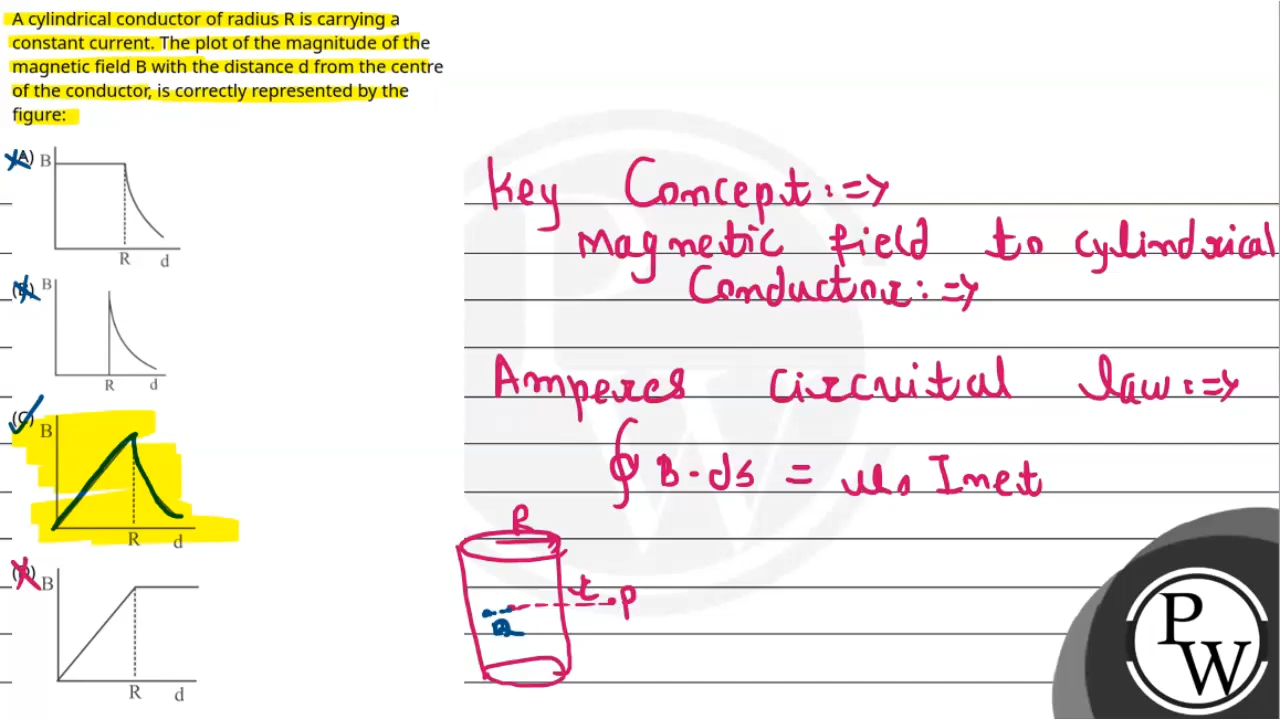 A cylindrical conductor of radius R is carrying a
constant current. The plot of the magnitude of the
magnetic field B with the distance d from the centre
of the conductor, is correctly represented by the
figure:
(A) B
R d
B
R d
(C)
B
R d
B
R d
Key Concept:⇒
Magnetic field to cylindrical
Conductor:⇒
Amperes circuital law:⇒
∮ B·ds = μ₀ Inet
R
P
P
W
PW